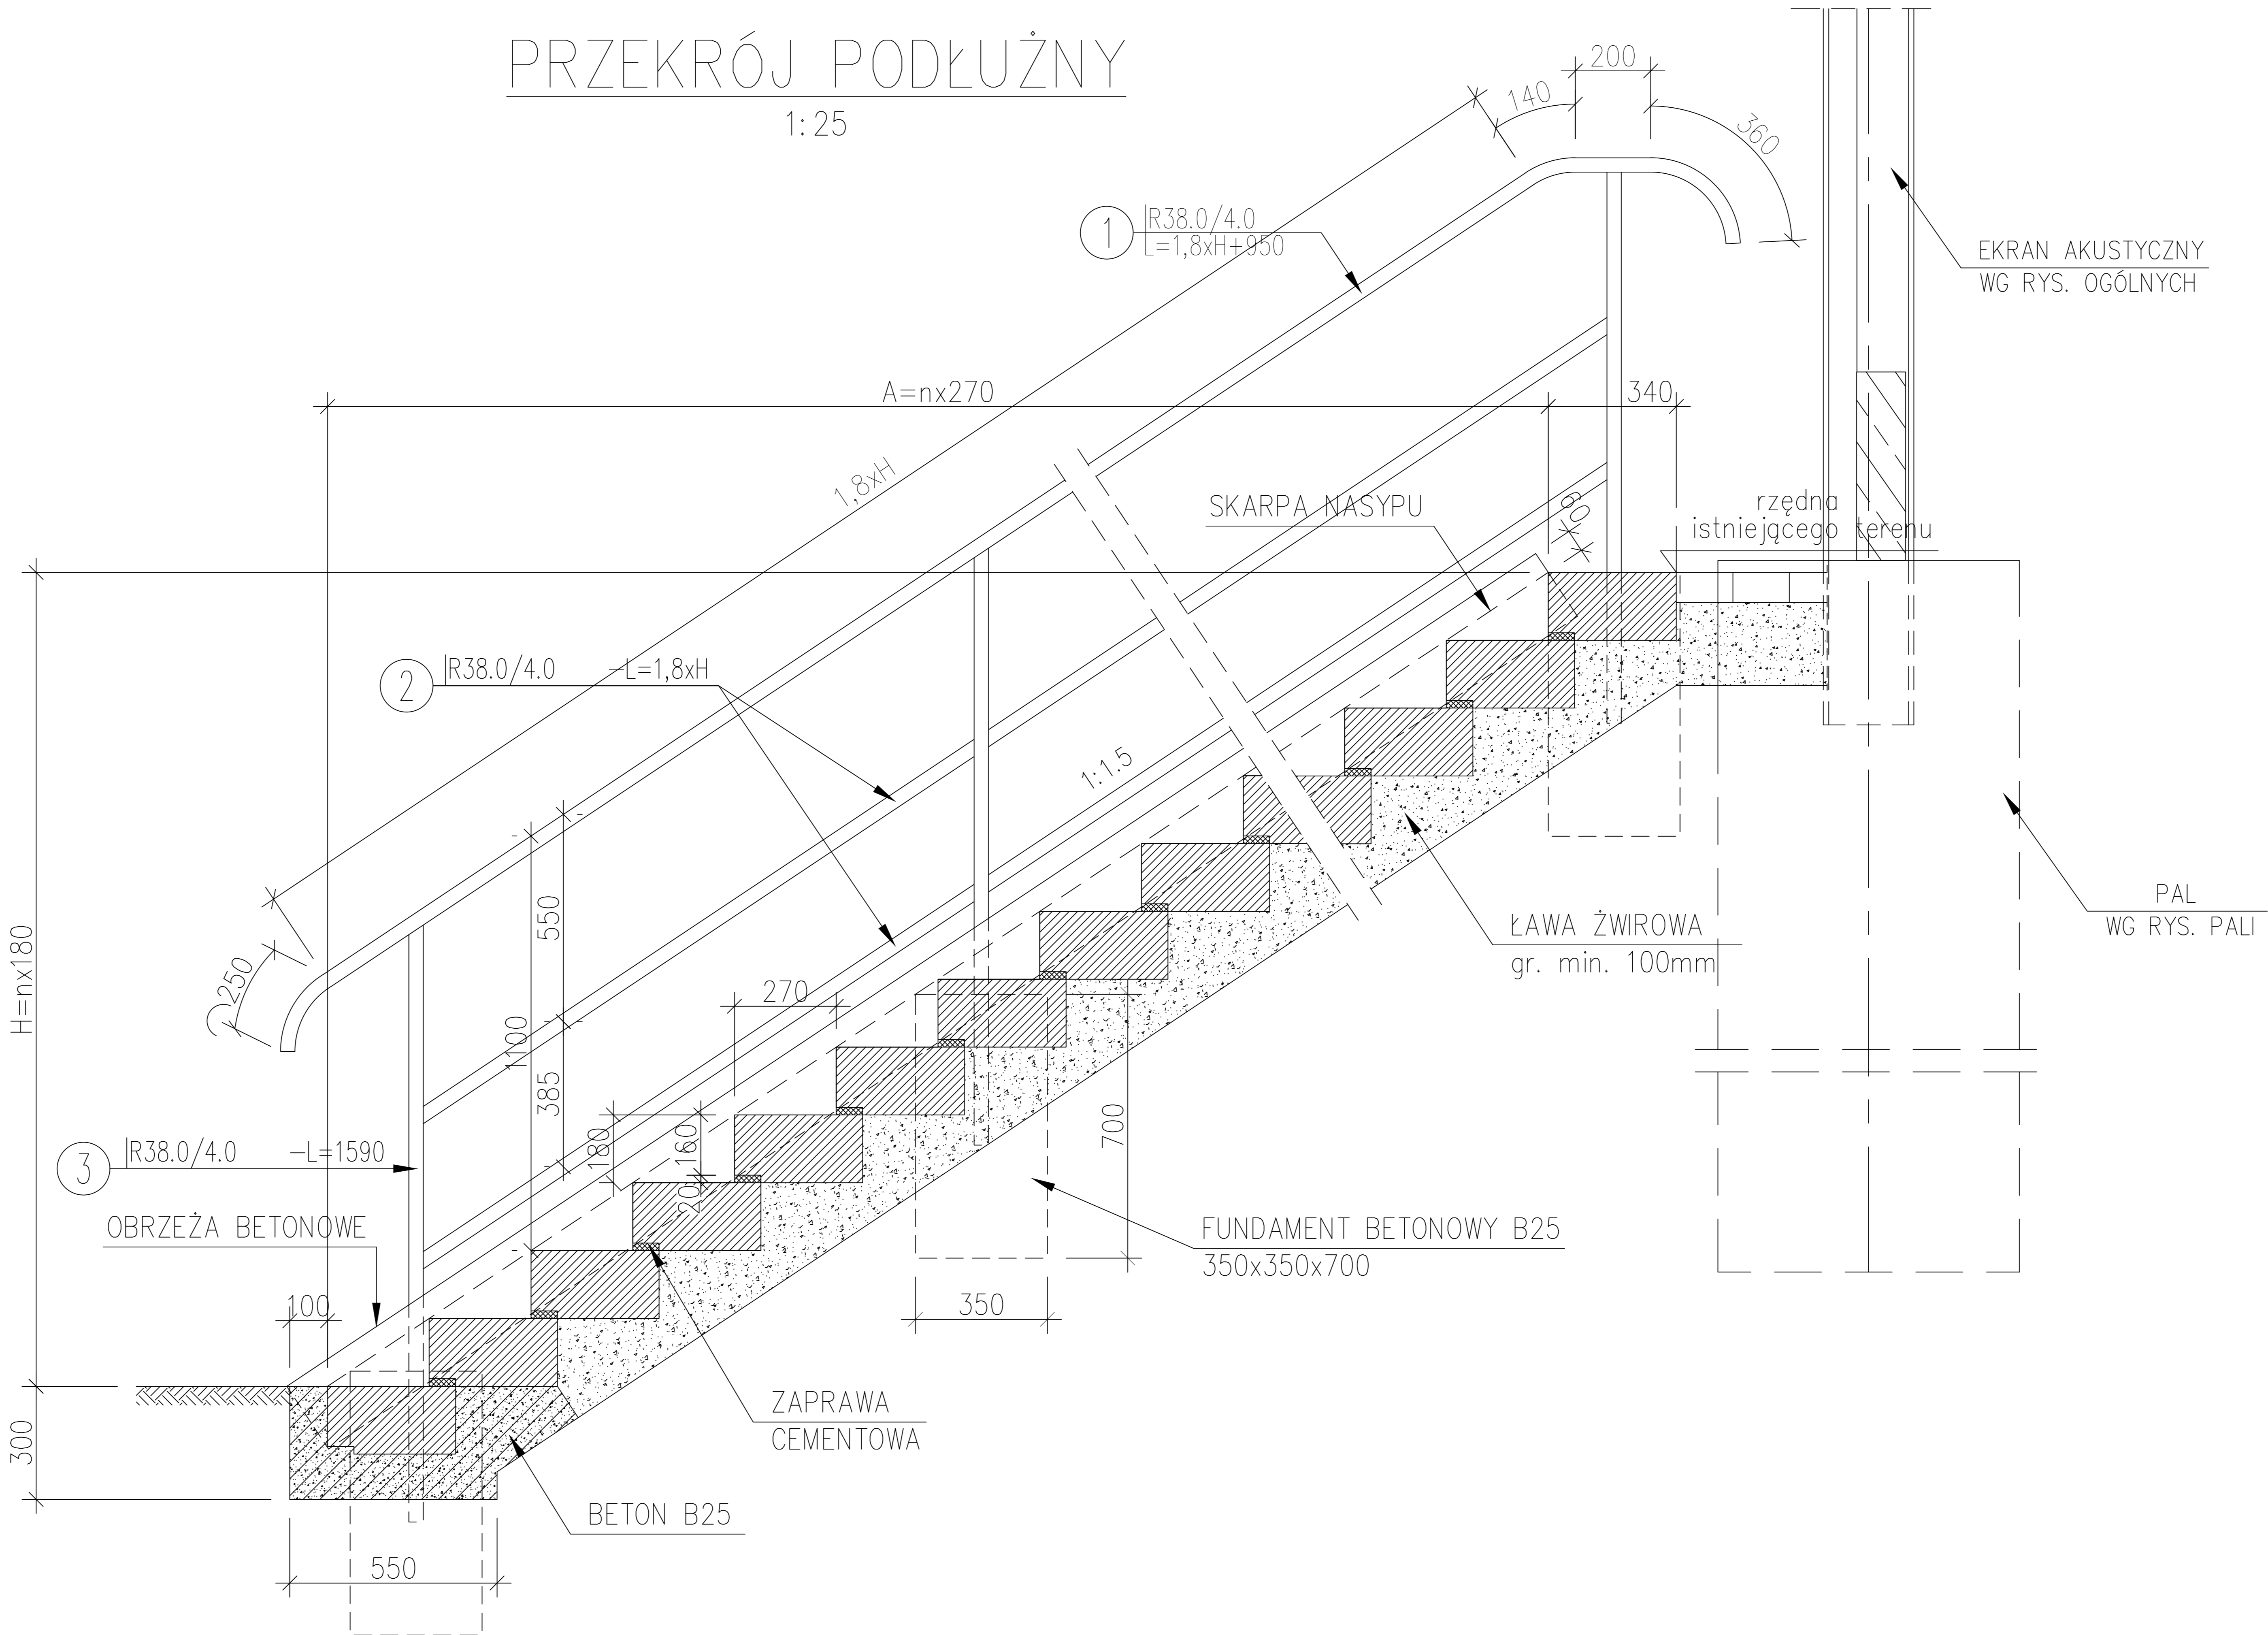 PRZEKRÓJ PODŁUŻNY
1:25
200
140
360
1
R38.0/4.0
L=1,8xH+950
EKRAN AKUSTYCZNY
WG RYS. OGÓLNYCH
A=nx270
340
1,8xH
SKARPA NASYPU
60
rzędna
istniejącego terenu
2
R38.0/4.0 –L=1,8xH
1:1.5
550
PAL
WG RYS. PALI
ŁAWA ŻWIROWA
gr. min. 100mm
H=nx180
250
270
1100
385
700
180
160
20
3
R38.0/4.0 –L=1590
OBRZEŻA BETONOWE
FUNDAMENT BETONOWY B25
350x350x700
100
350
ZAPRAWA
CEMENTOWA
300
BETON B25
550